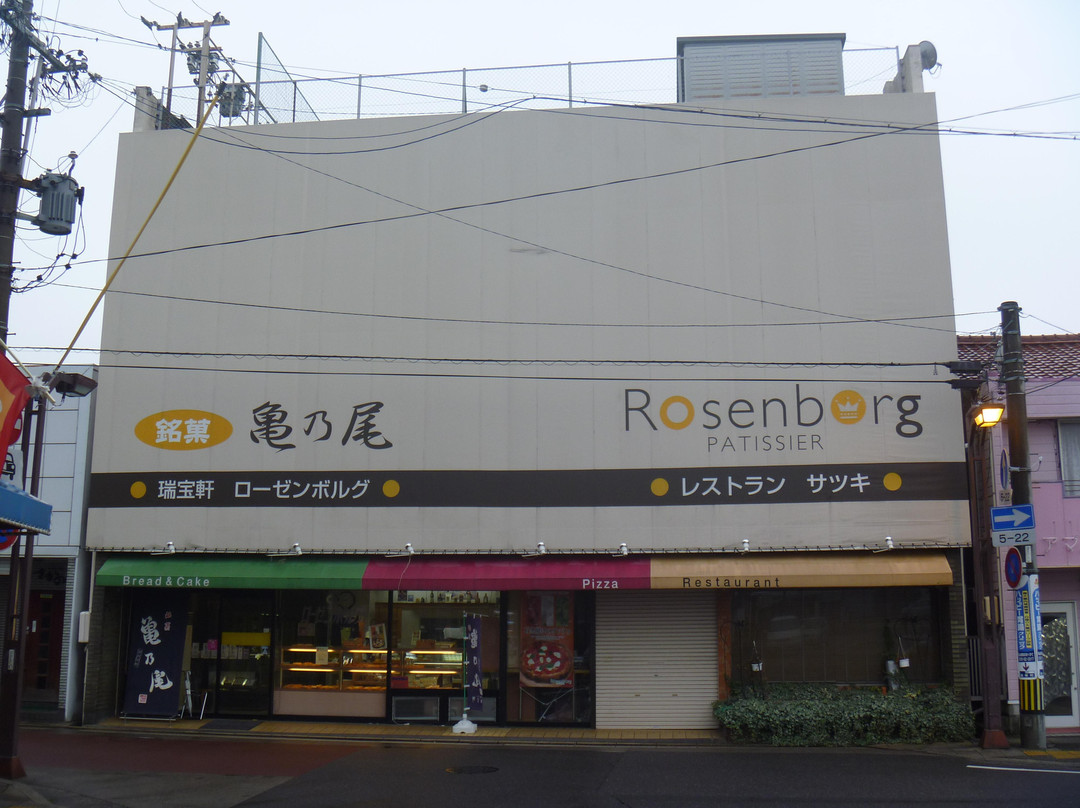 銘菓 亀乃尾
Rosenborg
PATISSIER
瑞宝軒 ローゼンボルグ
レストラン サツキ
Bread & Cake
Pizza
Restaurant
亀乃尾
5-22